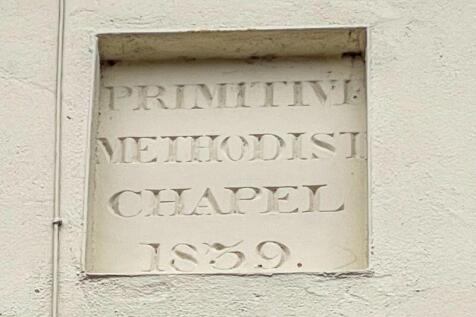 PRIMITIVE
METHODIST
CHAPEL
1839.